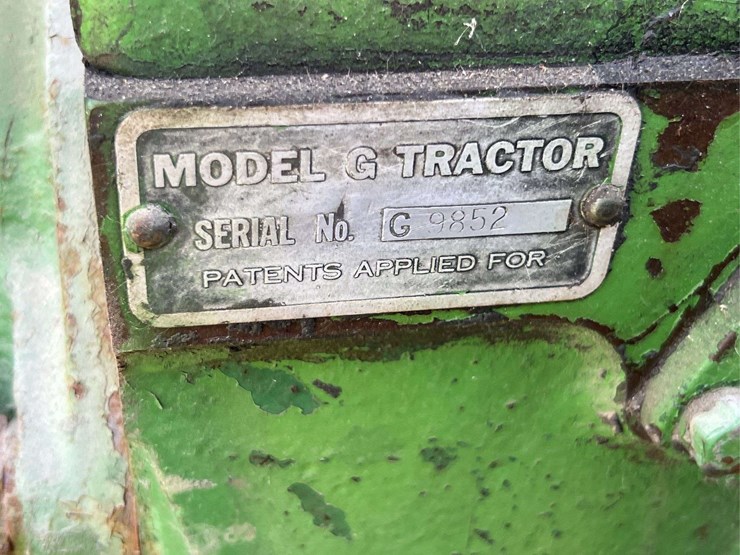 MODEL G TRACTOR
SERIAL No. G 9852
PATENTS APPLIED FOR